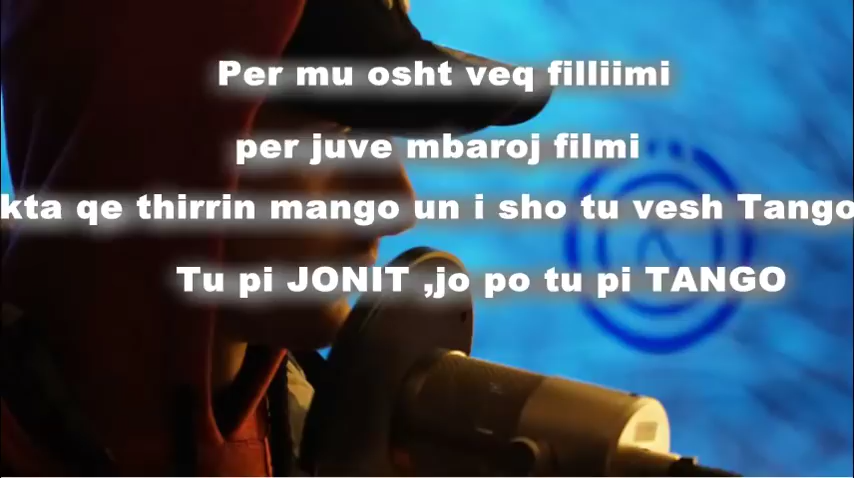 Per mu osht veq filliimi
per juve mbaroj filmi
kta qe thirrin mango un i sho tu vesh Tango
Tu pi JONIT ,jo po tu pi TANGO